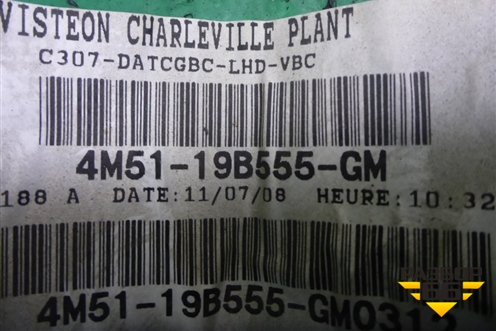 VISTEON CHARLEVILLE PLANT
C307-DATCGBC-LHD-VBC
4M51-19B555-GM
188 A DATE:11/07/08 HEURE:10:32
4M51-19B555-GM031